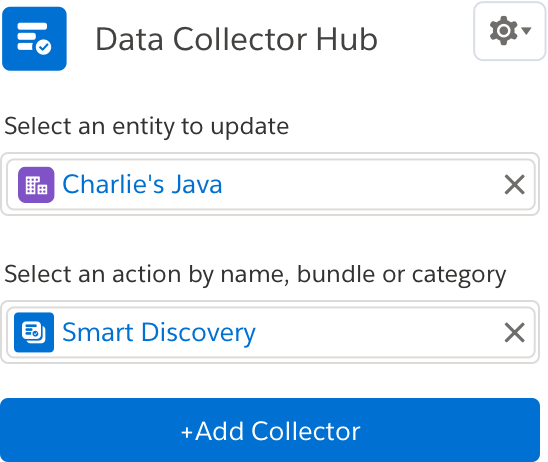 Data Collector Hub
Select an entity to update
Charlie's Java
Select an action by name, bundle or category
Smart Discovery
+Add Collector